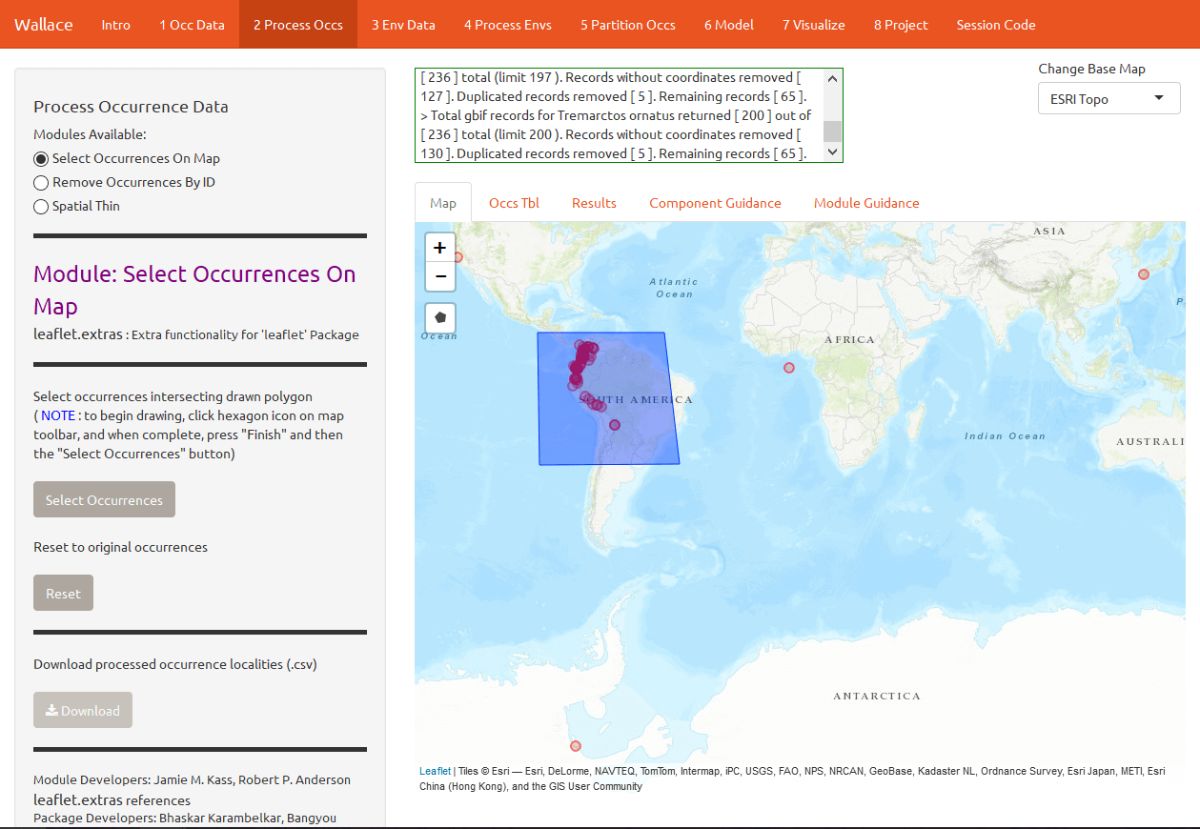 Wallace Intro 1 Occ Data 2 Process Occs 3 Env Data 4 Process Envs 5 Partition Occs 6 Model 7 Visualize 8 Project Session Code
Process Occurrence Data
Modules Available:
Select Occurrences On Map
Remove Occurrences By ID
Spatial Thin
Module: Select Occurrences On
Map
leaflet.extras : Extra functionality for 'leaflet' Package
Select occurrences intersecting drawn polygon
( NOTE : to begin drawing, click hexagon icon on map
toolbar, and when complete, press "Finish" and then
the "Select Occurrences" button)
Select Occurrences
Reset to original occurrences
Reset
Download processed occurrence localities (.csv)
Download
Module Developers: Jamie M. Kass, Robert P. Anderson
leaflet.extras references
Package Developers: Bhaskar Karambelkar, Bangyou
[ 236 ] total (limit 197 ). Records without coordinates removed [
127 ]. Duplicated records removed [ 5 ]. Remaining records [ 65 ].
> Total gbif records for Tremarctos ornatus returned [ 200 ] out of
[ 236 ] total (limit 200 ). Records without coordinates removed [
130 ]. Duplicated records removed [ 5 ]. Remaining records [ 65 ].
Change Base Map
ESRI Topo
Map Occs Tbl Results Component Guidance Module Guidance
+
−
ASIA
Atlantic
Ocean
P
Ocean
AFRICA
SOUTH AMERICA
Indian Ocean
AUSTRALI
ANTARCTICA
Leaflet | Tiles © Esri — Esri, DeLorme, NAVTEQ, TomTom, Intermap, iPC, USGS, FAO, NPS, NRCAN, GeoBase, Kadaster NL, Ordnance Survey, Esri Japan, METI, Esri
China (Hong Kong), and the GIS User Community